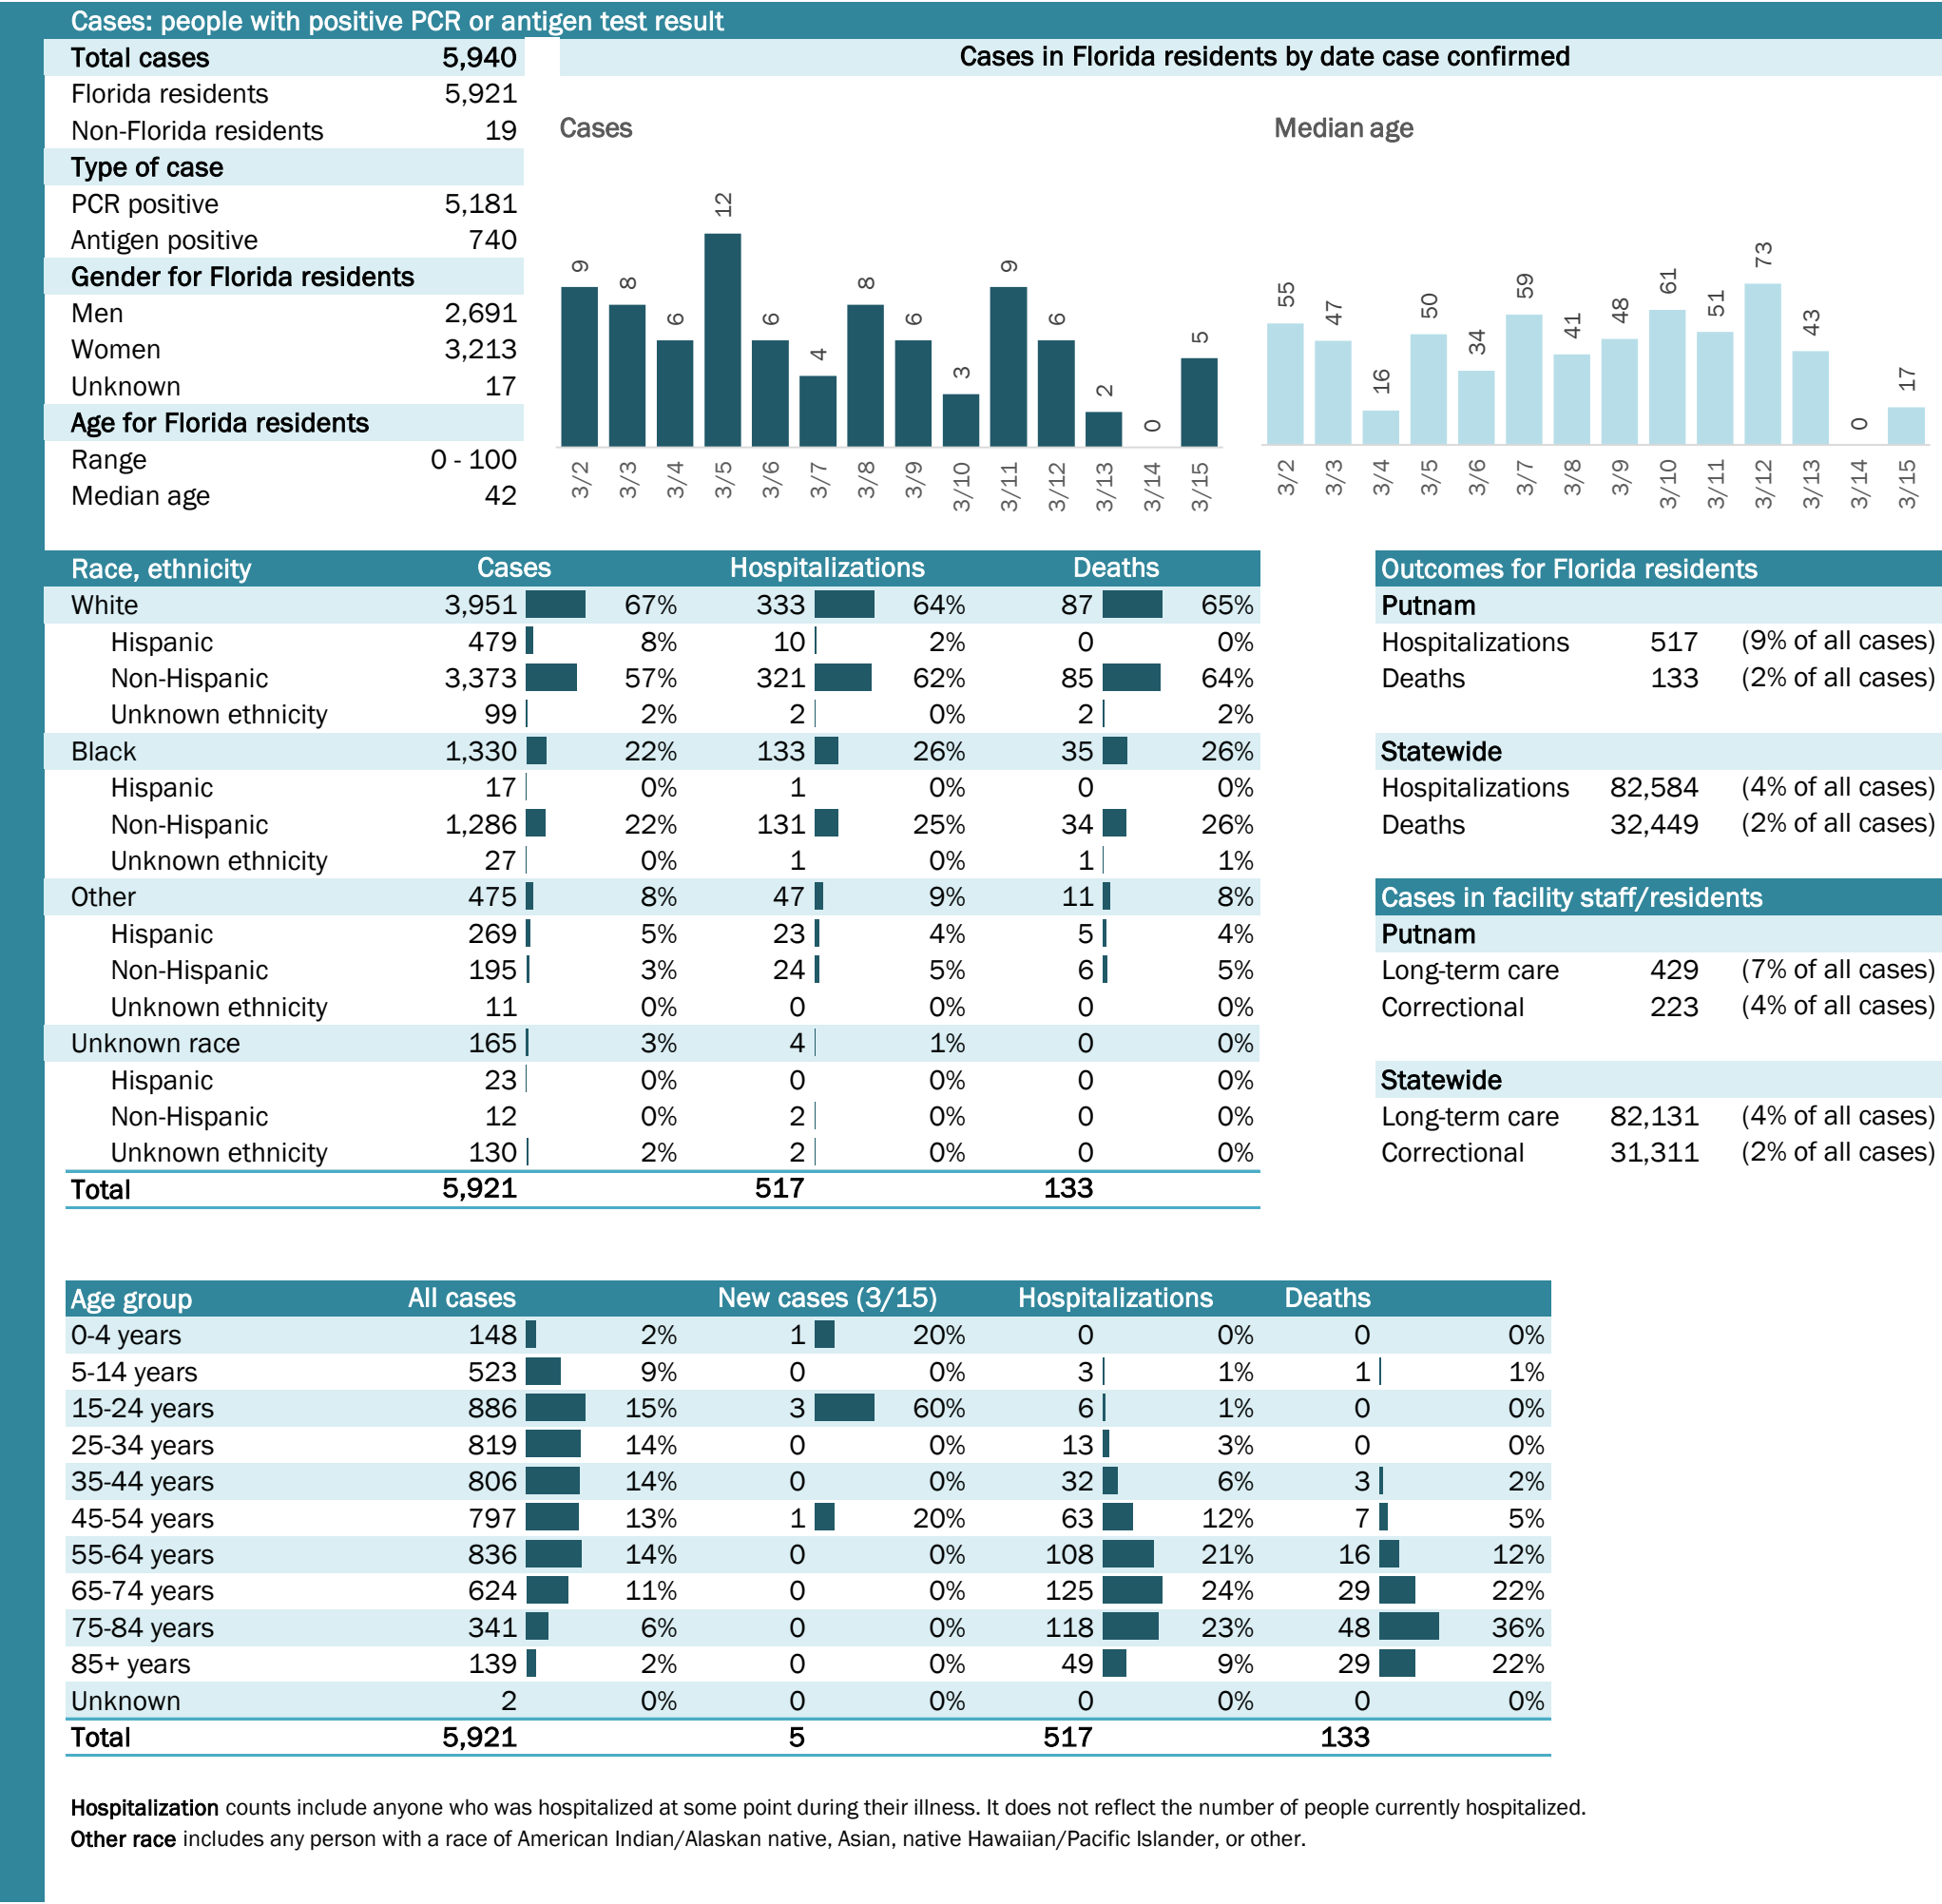 Cases: people with positive PCR or antigen test result
Total cases 5,940
Florida residents 5,921
Non-Florida residents 19
Type of case
PCR positive 5,181
Antigen positive 740
Gender for Florida residents
Men 2,691
Women 3,213
Unknown 17
Age for Florida residents
Range 0 - 100
Median age 42
Cases in Florida residents by date case confirmed
Cases
9 8 6 12 6 4 8 6 3 9 6 2 0 5
3/2 3/3 3/4 3/5 3/6 3/7 3/8 3/9 3/10 3/11 3/12 3/13 3/14 3/15
Median age
55 47 16 50 34 59 41 48 61 51 73 43 0 17
3/2 3/3 3/4 3/5 3/6 3/7 3/8 3/9 3/10 3/11 3/12 3/13 3/14 3/15
Race, ethnicity Cases Hospitalizations Deaths
White 3,951 67% 333 64% 87 65%
Hispanic 479 8% 10 2% 0 0%
Non-Hispanic 3,373 57% 321 62% 85 64%
Unknown ethnicity 99 2% 2 0% 2 2%
Black 1,330 22% 133 26% 35 26%
Hispanic 17 0% 1 0% 0 0%
Non-Hispanic 1,286 22% 131 25% 34 26%
Unknown ethnicity 27 0% 1 0% 1 1%
Other 475 8% 47 9% 11 8%
Hispanic 269 5% 23 4% 5 4%
Non-Hispanic 195 3% 24 5% 6 5%
Unknown ethnicity 11 0% 0 0% 0 0%
Unknown race 165 3% 4 1% 0 0%
Hispanic 23 0% 0 0% 0 0%
Non-Hispanic 12 0% 2 0% 0 0%
Unknown ethnicity 130 2% 2 0% 0 0%
Total 5,921 517 133
Outcomes for Florida residents
Putnam
Hospitalizations 517 (9% of all cases)
Deaths 133 (2% of all cases)
Statewide
Hospitalizations 82,584 (4% of all cases)
Deaths 32,449 (2% of all cases)
Cases in facility staff/residents
Putnam
Long-term care 429 (7% of all cases)
Correctional 223 (4% of all cases)
Statewide
Long-term care 82,131 (4% of all cases)
Correctional 31,311 (2% of all cases)
Age group All cases New cases (3/15) Hospitalizations Deaths
0-4 years 148 2% 1 20% 0 0% 0 0%
5-14 years 523 9% 0 0% 3 1% 1 1%
15-24 years 886 15% 3 60% 6 1% 0 0%
25-34 years 819 14% 0 0% 13 3% 0 0%
35-44 years 806 14% 0 0% 32 6% 3 2%
45-54 years 797 13% 1 20% 63 12% 7 5%
55-64 years 836 14% 0 0% 108 21% 16 12%
65-74 years 624 11% 0 0% 125 24% 29 22%
75-84 years 341 6% 0 0% 118 23% 48 36%
85+ years 139 2% 0 0% 49 9% 29 22%
Unknown 2 0% 0 0% 0 0% 0 0%
Total 5,921 5 517 133
Hospitalization counts include anyone who was hospitalized at some point during their illness. It does not reflect the number of people currently hospitalized.
Other race includes any person with a race of American Indian/Alaskan native, Asian, native Hawaiian/Pacific Islander, or other.